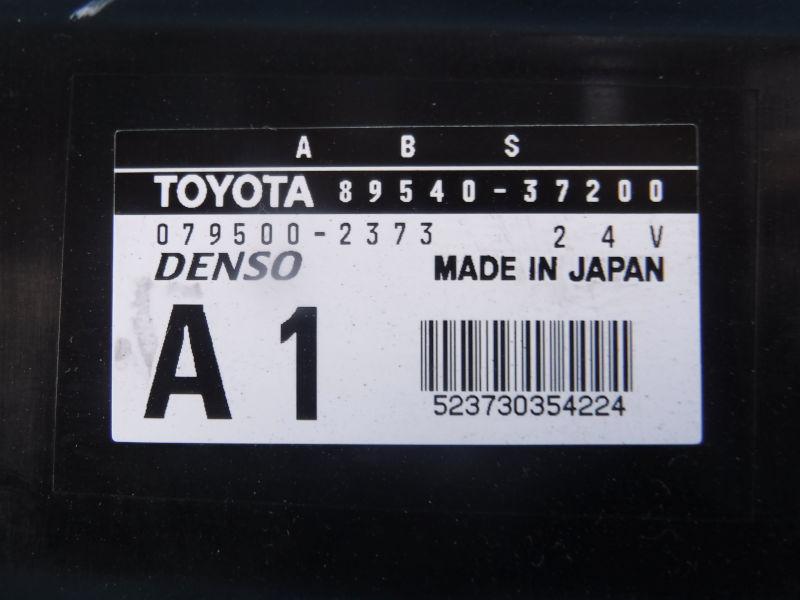 A B S
TOYOTA 89540-37200
079500-2373 24V
DENSO MADE IN JAPAN
A1
523730354224